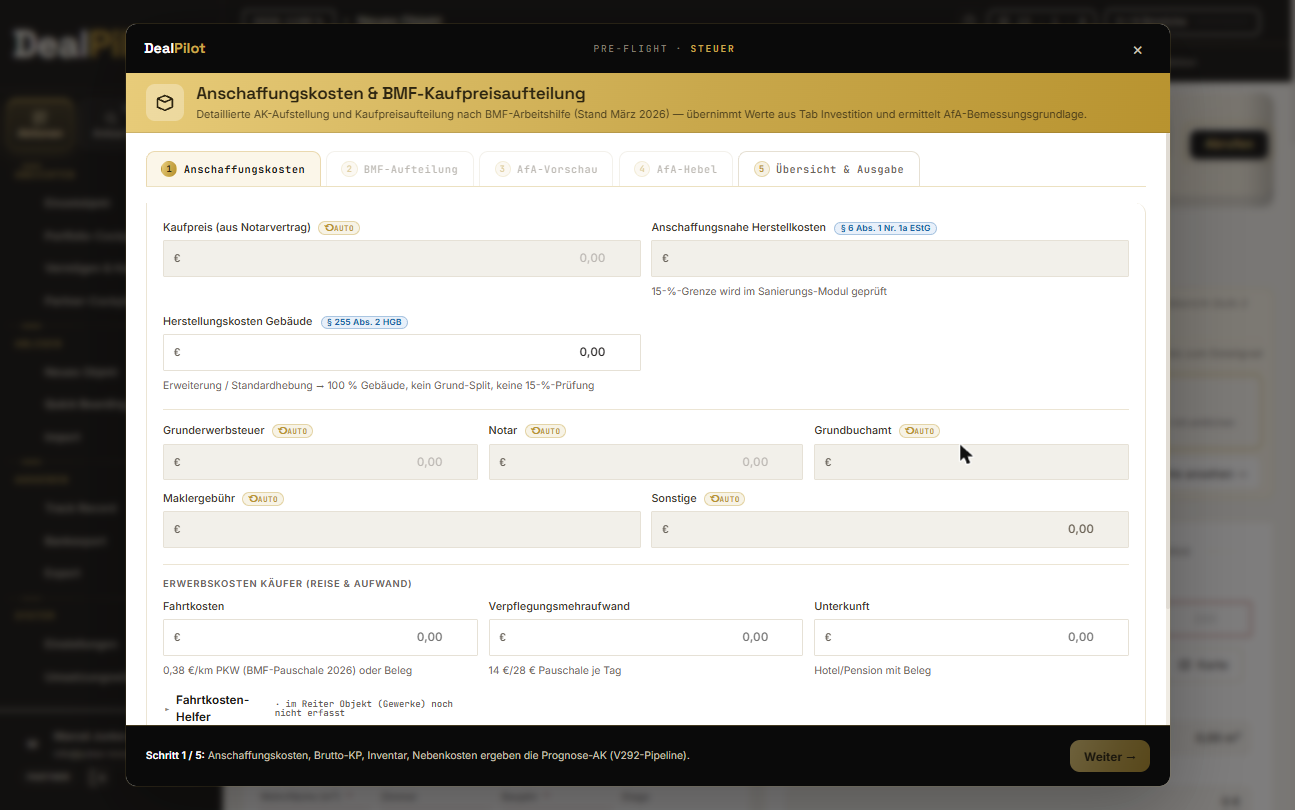 DealPilot
PRE-FLIGHT · STEUER
×
Anschaffungskosten & BMF-Kaufpreisaufteilung
Detaillierte AK-Aufstellung und Kaufpreisaufteilung nach BMF-Arbeitshilfe (Stand März 2026) — übernimmt Werte aus Tab Investition und ermittelt AfA-Bemessungsgrundlage.
1 Anschaffungskosten 2 BMF-Aufteilung 3 AfA-Vorschau 4 AfA-Hebel 5 Übersicht & Ausgabe
Kaufpreis (aus Notarvertrag) AUTO Anschaffungsnahe Herstellkosten § 6 Abs. 1 Nr. 1a EStG
€ 0,00 €
15-%-Grenze wird im Sanierungs-Modul geprüft
Herstellungskosten Gebäude § 255 Abs. 2 HGB
€ 0,00
Erweiterung / Standardhebung → 100 % Gebäude, kein Grund-Split, keine 15-%-Prüfung
Grunderwerbsteuer AUTO Notar AUTO Grundbuchamt AUTO
€ 0,00 € 0,00 €
Maklergebühr AUTO Sonstige AUTO
€ € 0,00
ERWERBSKOSTEN KÄUFER (REISE & AUFWAND)
Fahrtkosten Verpflegungsmehraufwand Unterkunft
€ 0,00 € 0,00 € 0,00
0,38 €/km PKW (BMF-Pauschale 2026) oder Beleg 14 €/28 € Pauschale je Tag Hotel/Pension mit Beleg
▸ Fahrtkosten-
Helfer
· im Reiter Objekt (Gewerke) noch
nicht erfasst
Schritt 1 / 5: Anschaffungskosten, Brutto-KP, Inventar, Nebenkosten ergeben die Prognose-AK (V292-Pipeline).
Weiter →